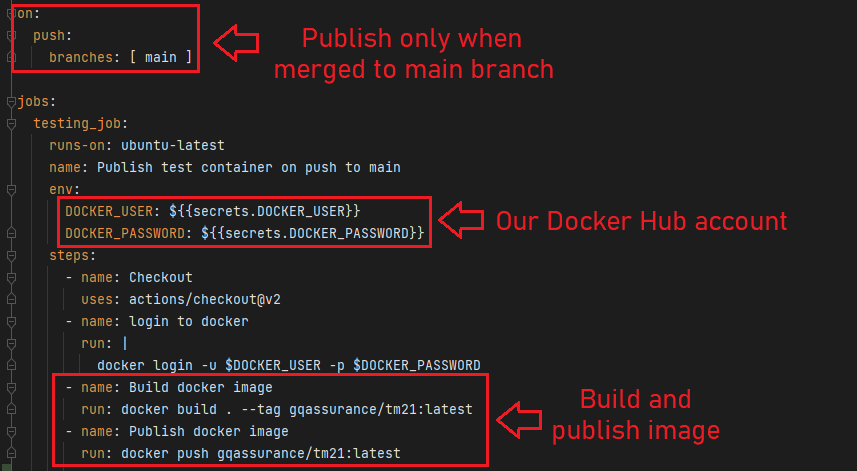 on:
push:
branches: [ main ]
Publish only when
merged to main branch
jobs:
testing_job:
runs-on: ubuntu-latest
name: Publish test container on push to main
env:
DOCKER_USER: ${{secrets.DOCKER_USER}}
DOCKER_PASSWORD: ${{secrets.DOCKER_PASSWORD}}
Our Docker Hub account
steps:
- name: Checkout
uses: actions/checkout@v2
- name: login to docker
run: |
docker login -u $DOCKER_USER -p $DOCKER_PASSWORD
- name: Build docker image
run: docker build . --tag gqassurance/tm21:latest
- name: Publish docker image
run: docker push gqassurance/tm21:latest
Build and
publish image